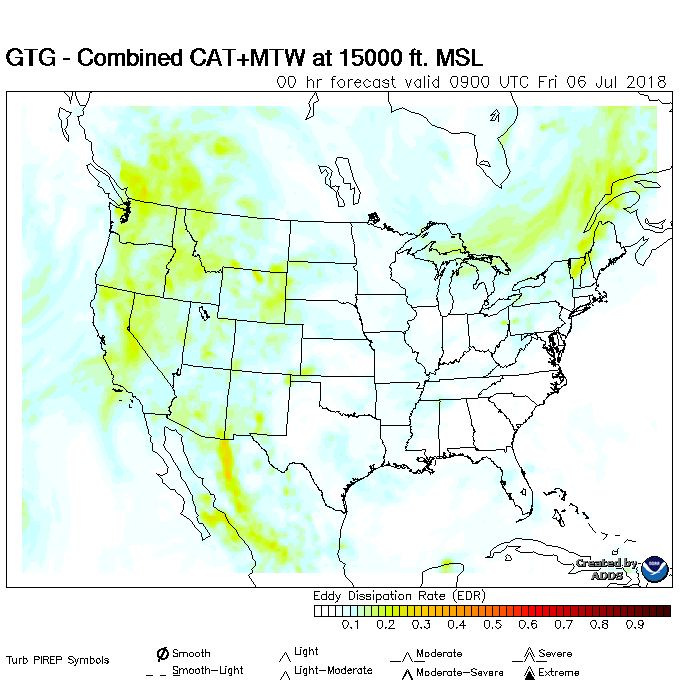 GTG - Combined CAT+MTW at 15000 ft. MSL
00 hr forecast valid 0900 UTC Fri 06 Jul 2018
Created by
ADDS
Eddy Dissipation Rate (EDR)
0.1 0.2 0.3 0.4 0.5 0.6 0.7 0.8 0.9
Turb PIREP Symbols
Smooth Light Moderate Severe
Smooth-Light Light-Moderate Moderate-Severe Extreme